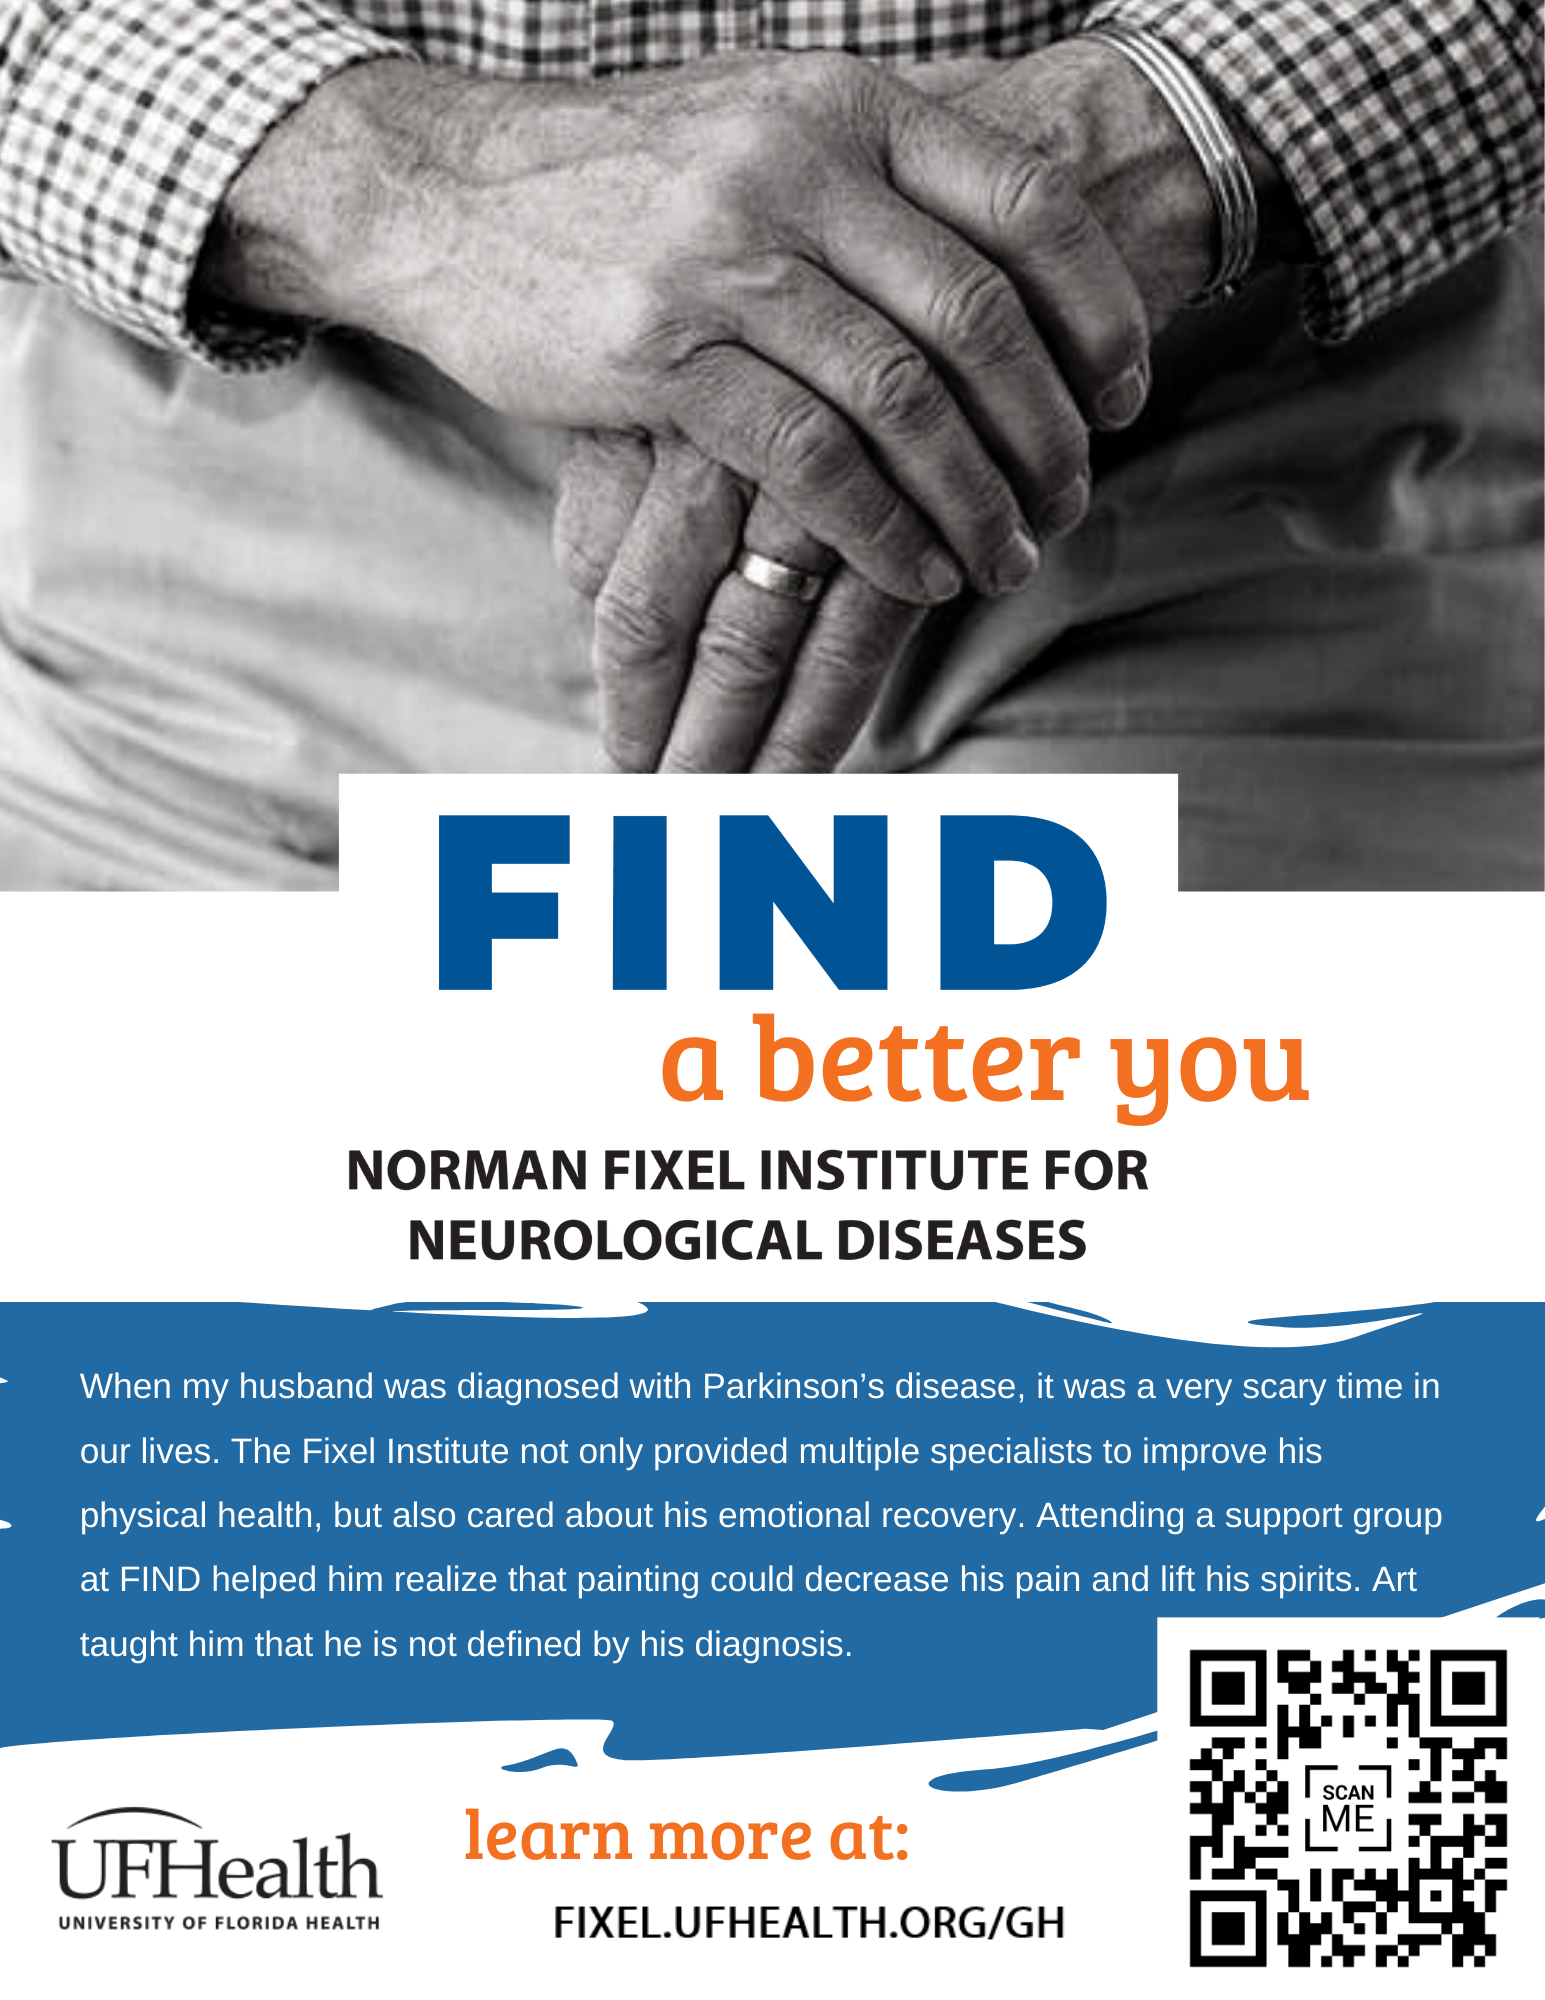 FIND
a better you
NORMAN FIXEL INSTITUTE FOR
NEUROLOGICAL DISEASES
When my husband was diagnosed with Parkinson’s disease, it was a very scary time in
our lives. The Fixel Institute not only provided multiple specialists to improve his
physical health, but also cared about his emotional recovery. Attending a support group
at FIND helped him realize that painting could decrease his pain and lift his spirits. Art
taught him that he is not defined by his diagnosis.
UFHealth
UNIVERSITY OF FLORIDA HEALTH
learn more at:
FIXEL.UFHEALTH.ORG/GH
SCAN
ME